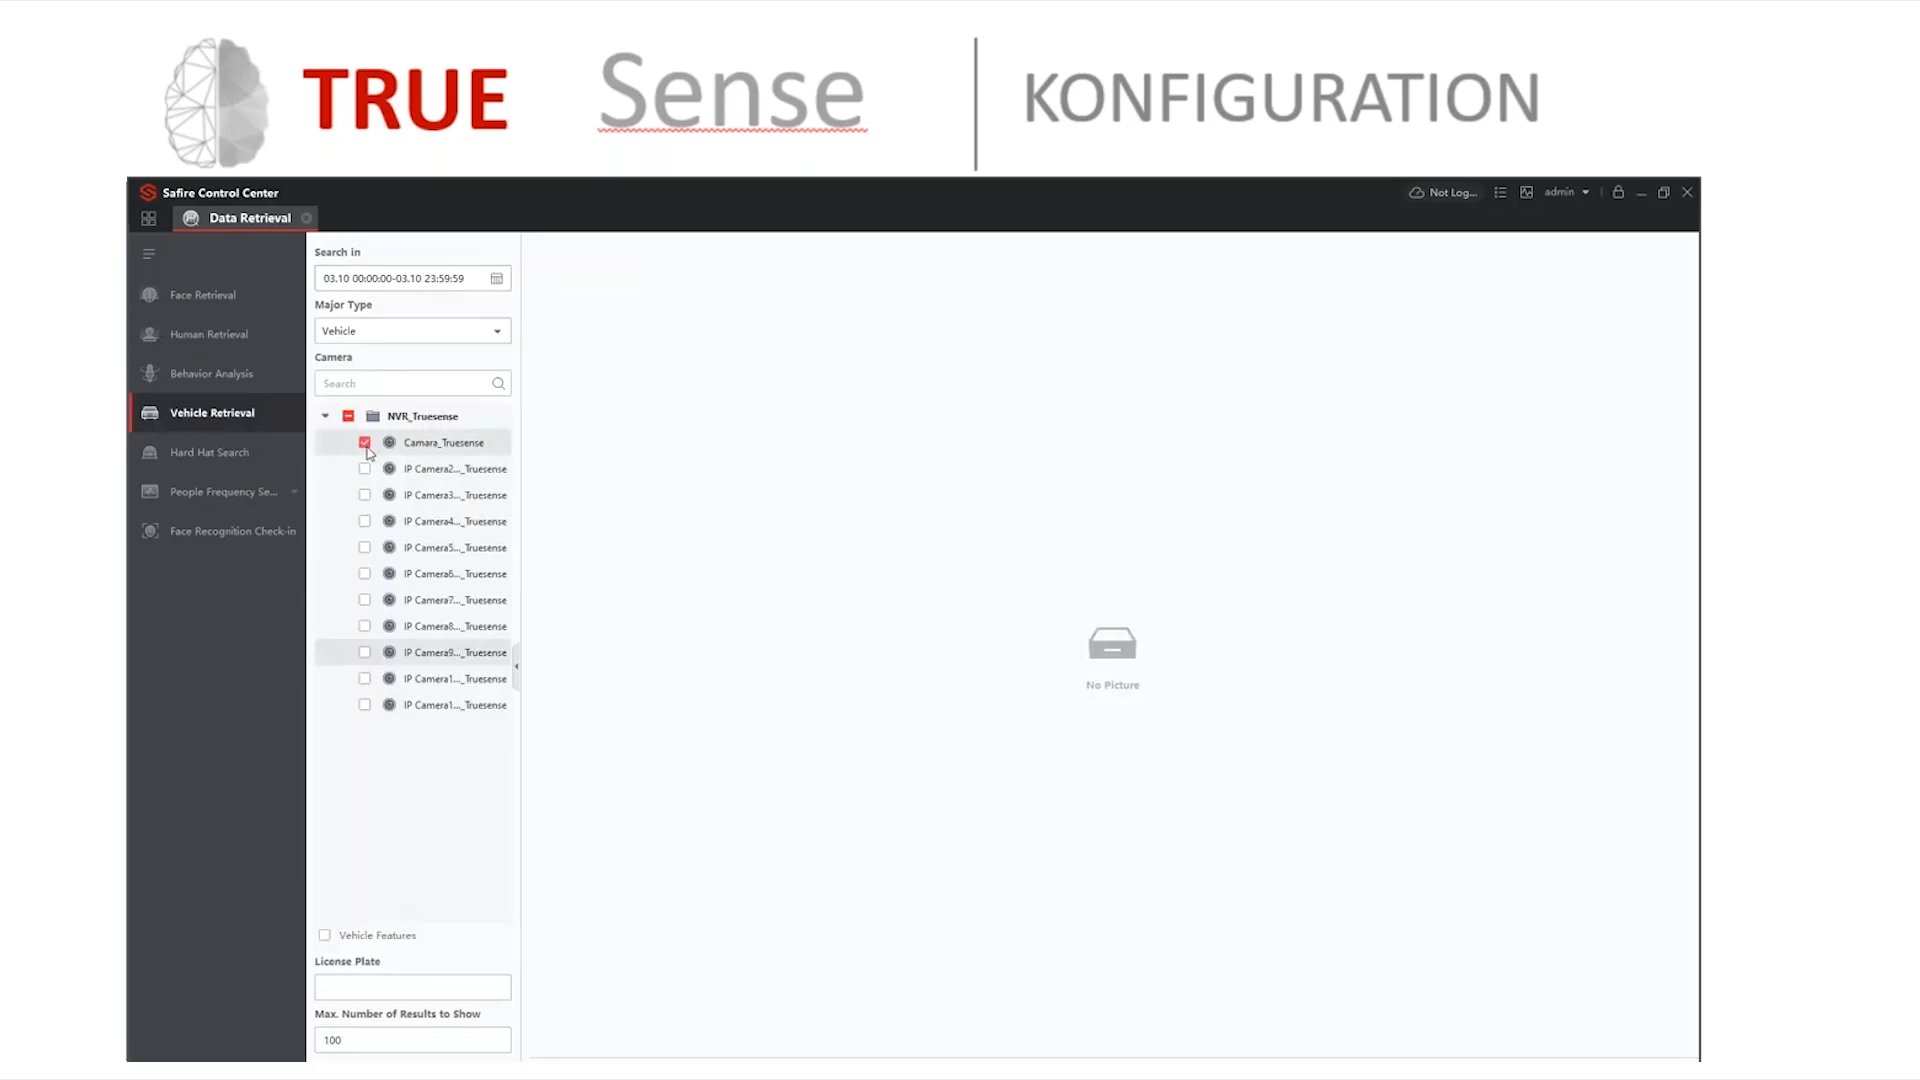 TRUE Sense KONFIGURATION
Safire Control Center
Not Log... admin
Data Retrieval
Face Retrieval
Human Retrieval
Behavior Analysis
Vehicle Retrieval
Hard Hat Search
People Frequency Se...
Face Recognition Check-in
Search in
03.10 00:00:00-03.10 23:59:59
Major Type
Vehicle
Camera
Search
NVR_Truesense
Camara_Truesense
IP Camera2..._Truesense
IP Camera3..._Truesense
IP Camera4..._Truesense
IP Camera5..._Truesense
IP Camera6..._Truesense
IP Camera7..._Truesense
IP Camera8..._Truesense
IP Camera9..._Truesense
IP Camera1..._Truesense
IP Camera1..._Truesense
Vehicle Features
License Plate
Max. Number of Results to Show
100
No Picture